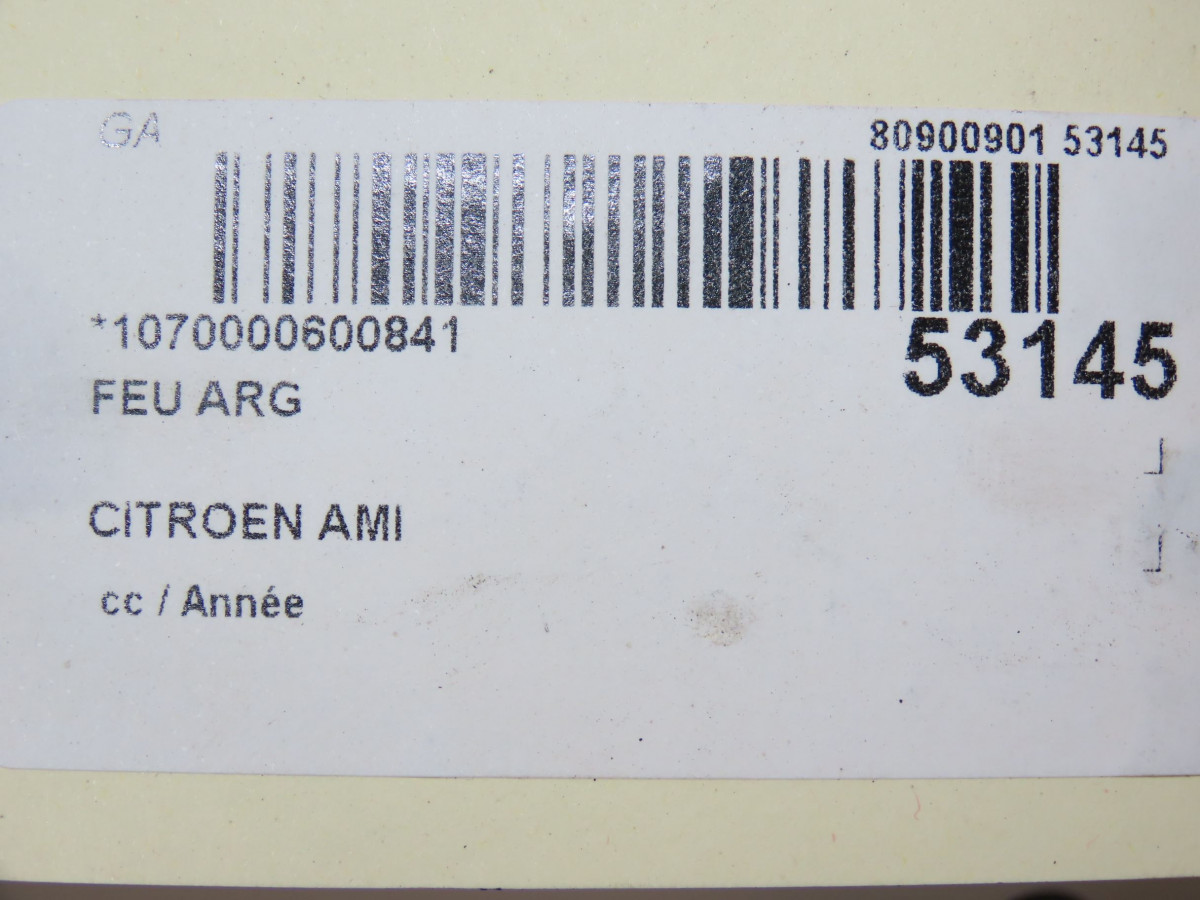 GA
80900901 53145
*1070000600841
53145
FEU ARG
CITROEN AMI
cc / Année